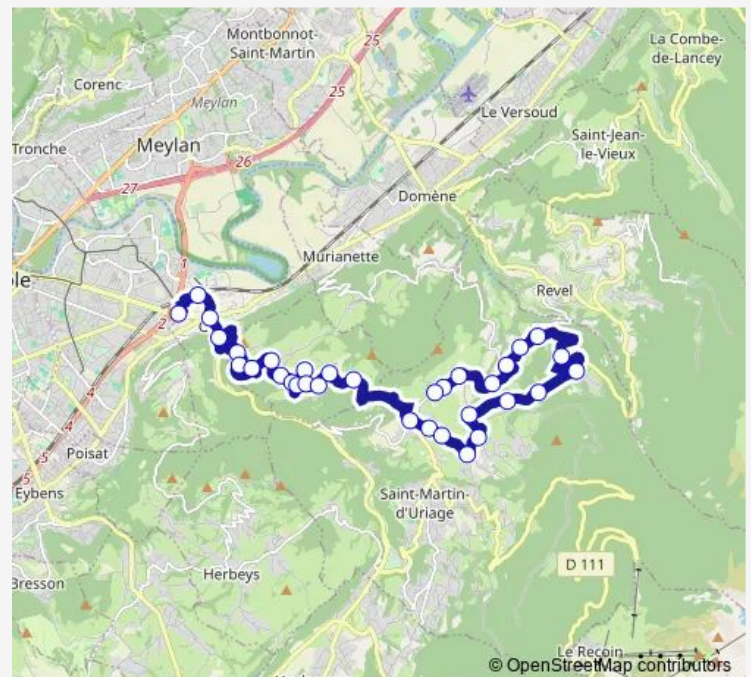 Montbonnot-
Saint-Martin
25
La Combe-
de-Lancey
Corenc
25
Meylan
Le Versoud
Tronche
Meylan
26
Saint-Jean-
le-Vieux
27
Domène
1
Murianette
Revel
2
4
4
Poisat
5
5
Eybens
Saint-Martin-
d'Uriage
D 111
Bresson
Herbeys
Le Recoin
© OpenStreetMap contributors